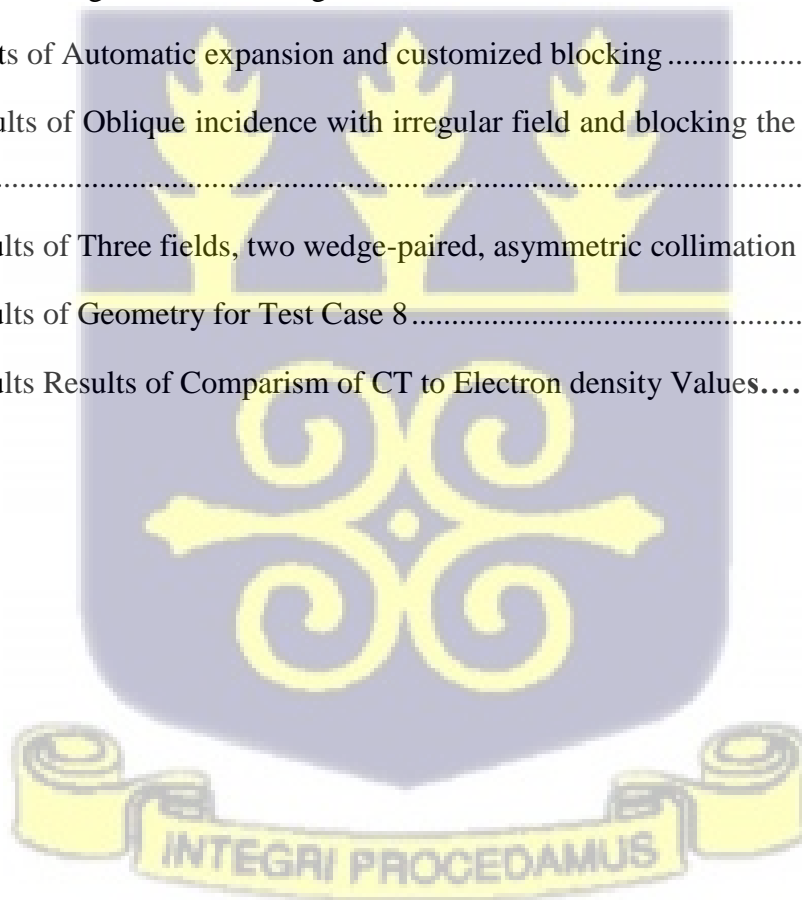 ts of Automatic expansion and customized blocking ..................
ults of Oblique incidence with irregular field and blocking the
................................................................................
ults of Three fields, two wedge-paired, asymmetric collimation
ults of Geometry for Test Case 8 ..........................................
ults Results of Comparism of CT to Electron density Values....
INTEGRI PROCEDAMUS